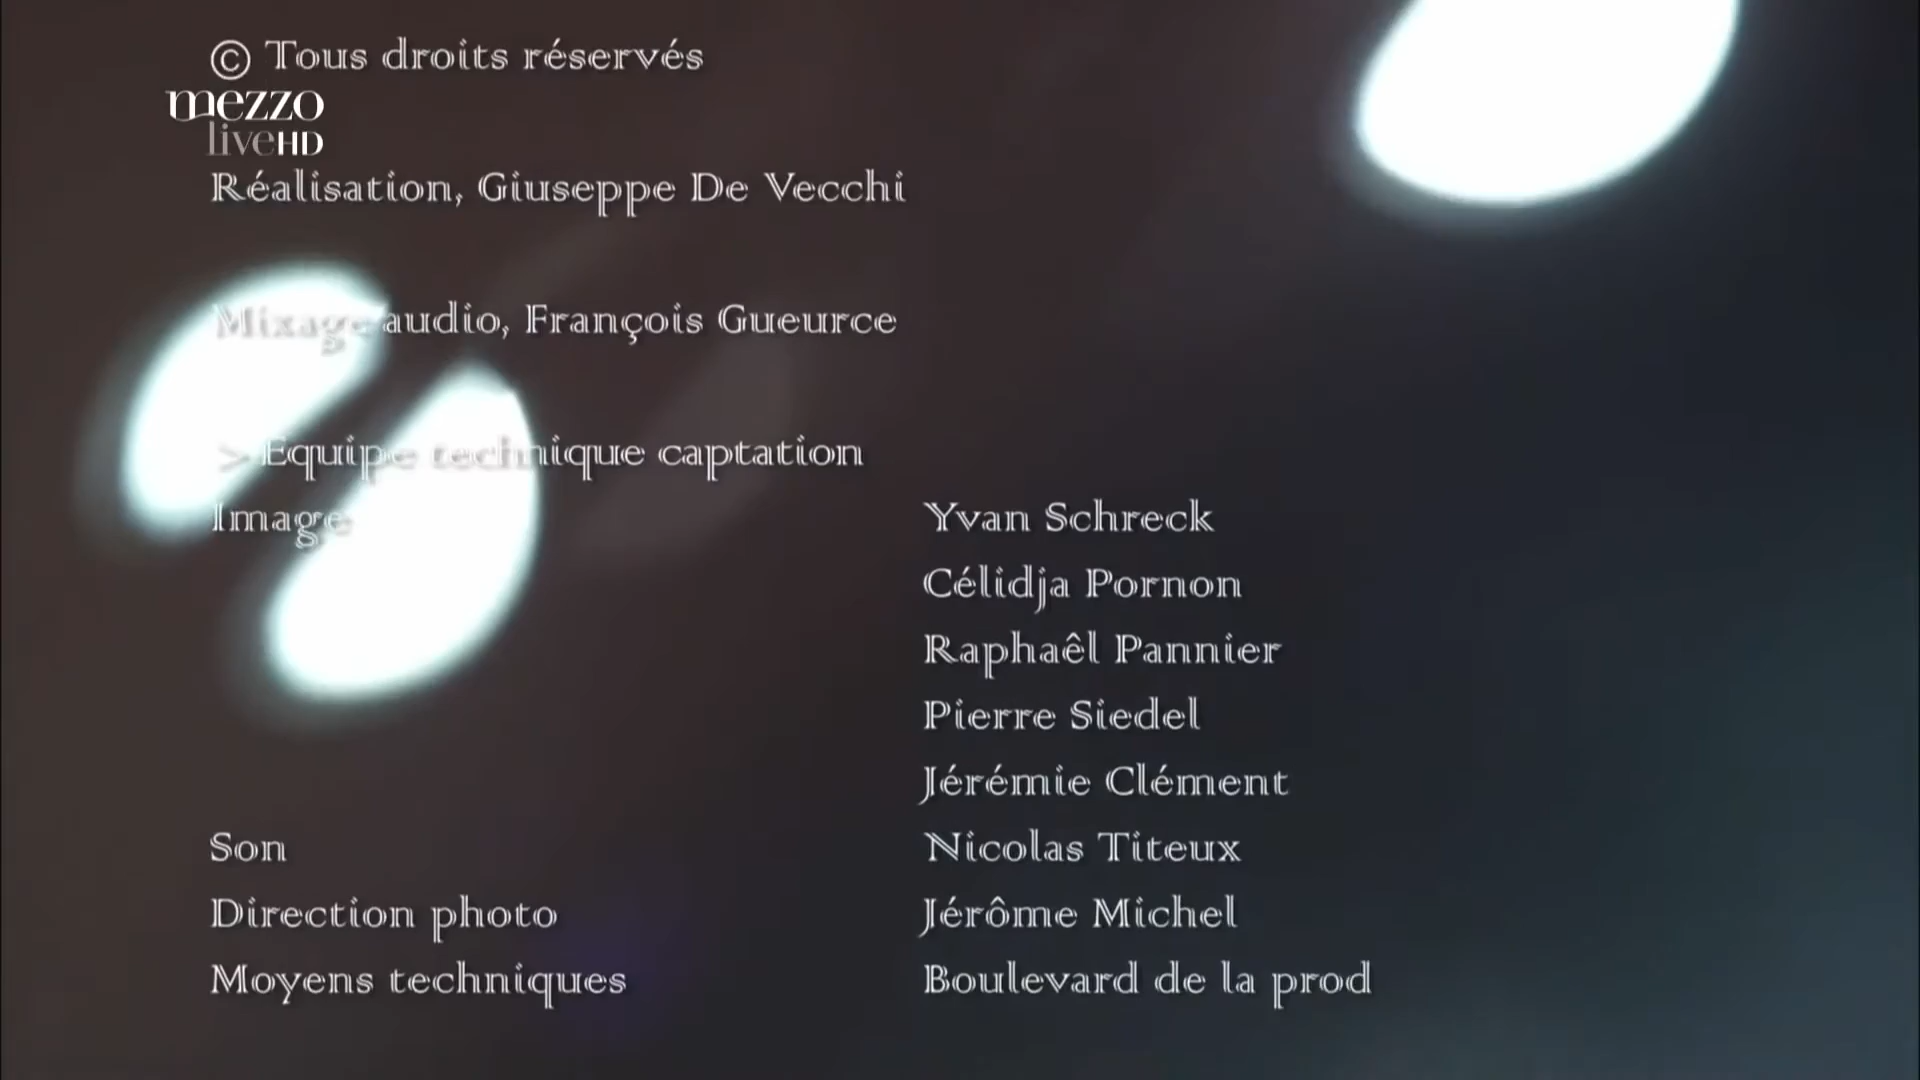 © Tous droits réservés
mezzo
liveHD
Réalisation, Giuseppe De Vecchi
Mixage audio, François Gueurce
> Equipe technique captation
Image Yvan Schreck
Célidja Pornon
Raphaêl Pannier
Pierre Siedel
Jérémie Clément
Son Nicolas Titeux
Direction photo Jérôme Michel
Moyens techniques Boulevard de la prod